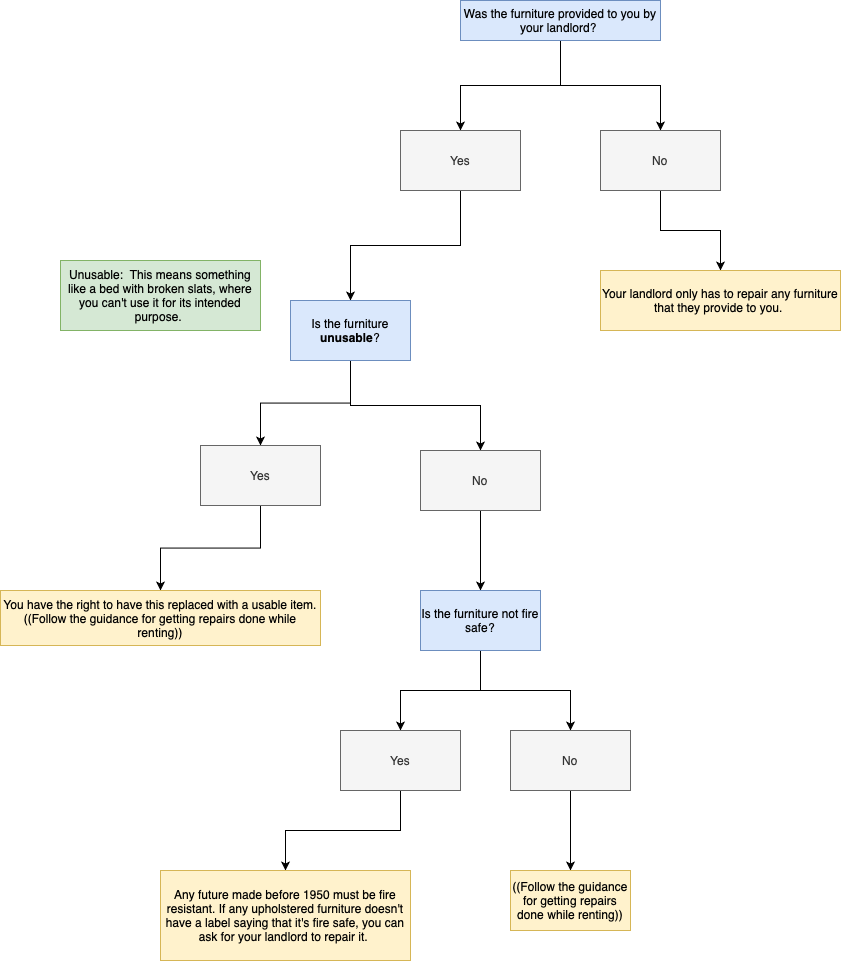 Was the furniture provided to you by
your landlord?
Yes
No
Unusable:  This means something
like a bed with broken slats, where
you can't use it for its intended
purpose.
Your landlord only has to repair any furniture
that they provide to you.
Is the furniture
unusable?
Yes
No
You have the right to have this replaced with a usable item.
((Follow the guidance for getting repairs done while
renting))
Is the furniture not fire
safe?
Yes
No
Any future made before 1950 must be fire
resistant. If any upholstered furniture doesn't
have a label saying that it's fire safe, you can
ask for your landlord to repair it.
((Follow the guidance
for getting repairs
done while renting))